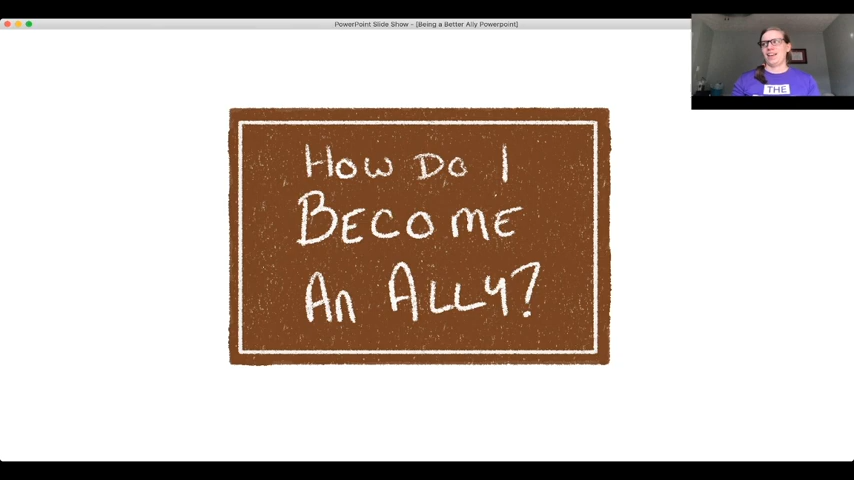 PowerPoint Slide Show - [Being a Better Ally Powerpoint]
THE
How Do I
BECOME
An ALLY?